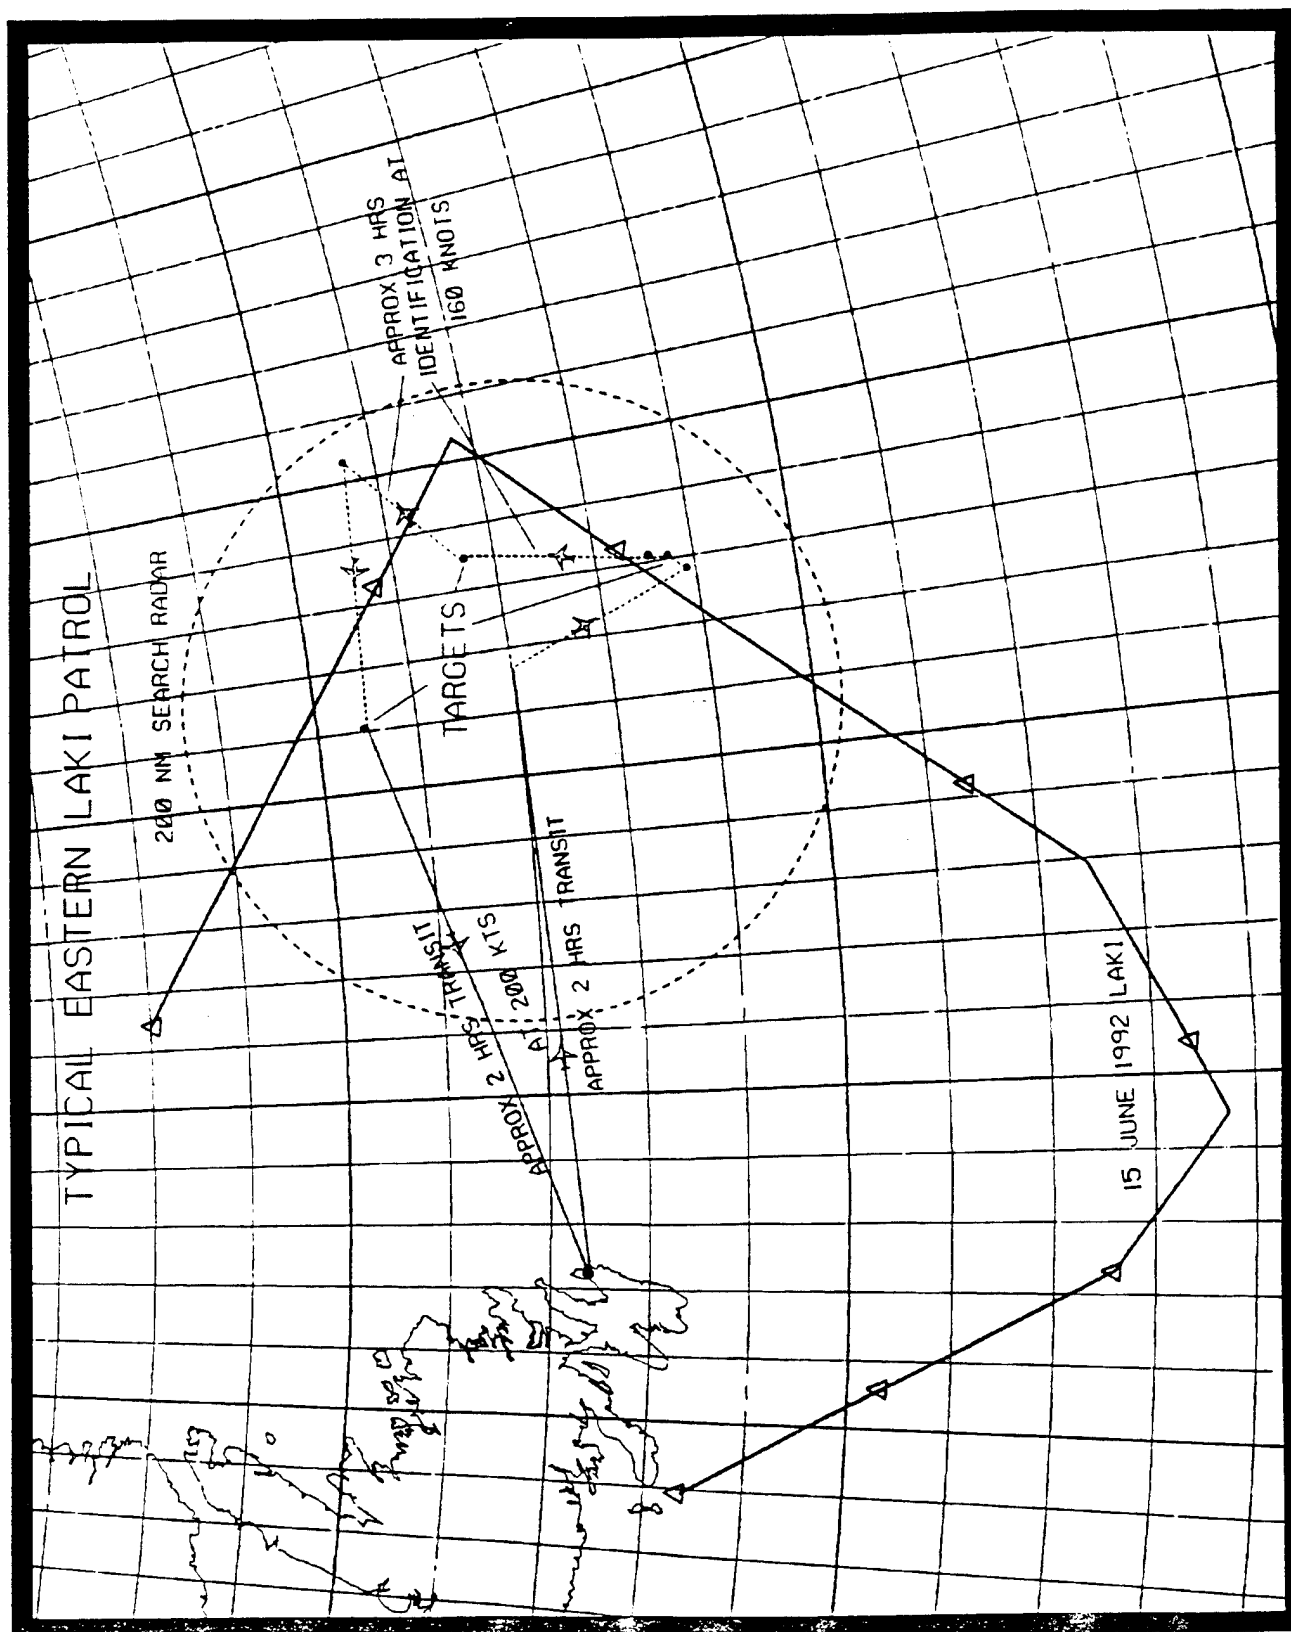 TYPICAL EASTERN LAKI PATROL
200 NM SEARCH RADAR
APPROX 3 HRS
IDENTIFICATION AT
160 KNOTS
TARGETS
APPROX 2 HRS TRANSIT
AT 200 KTS
APPROX 2 HRS TRANSIT
15 JUNE 1992 LAKI